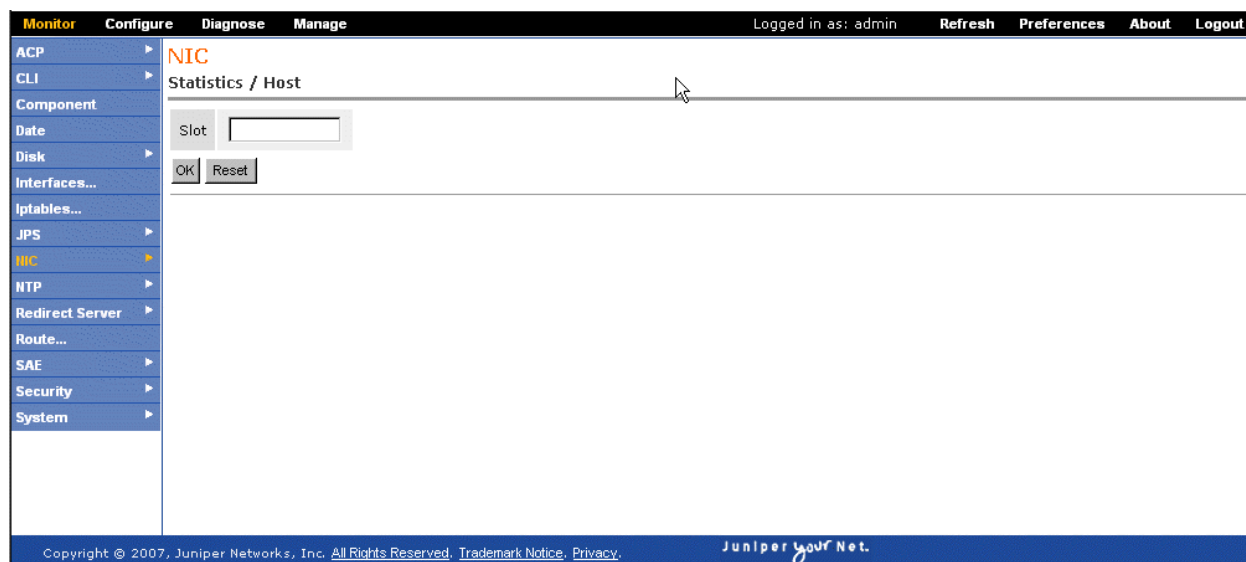 Monitor Configure Diagnose Manage Logged in as: admin Refresh Preferences About Logout
ACP
CLI
Component
Date
Disk
Interfaces...
Iptables...
JPS
NIC
NTP
Redirect Server
Route...
SAE
Security
System
NIC
Statistics / Host
Slot
OK Reset
Copyright © 2007, Juniper Networks, Inc. All Rights Reserved. Trademark Notice. Privacy. Juniper your Net.